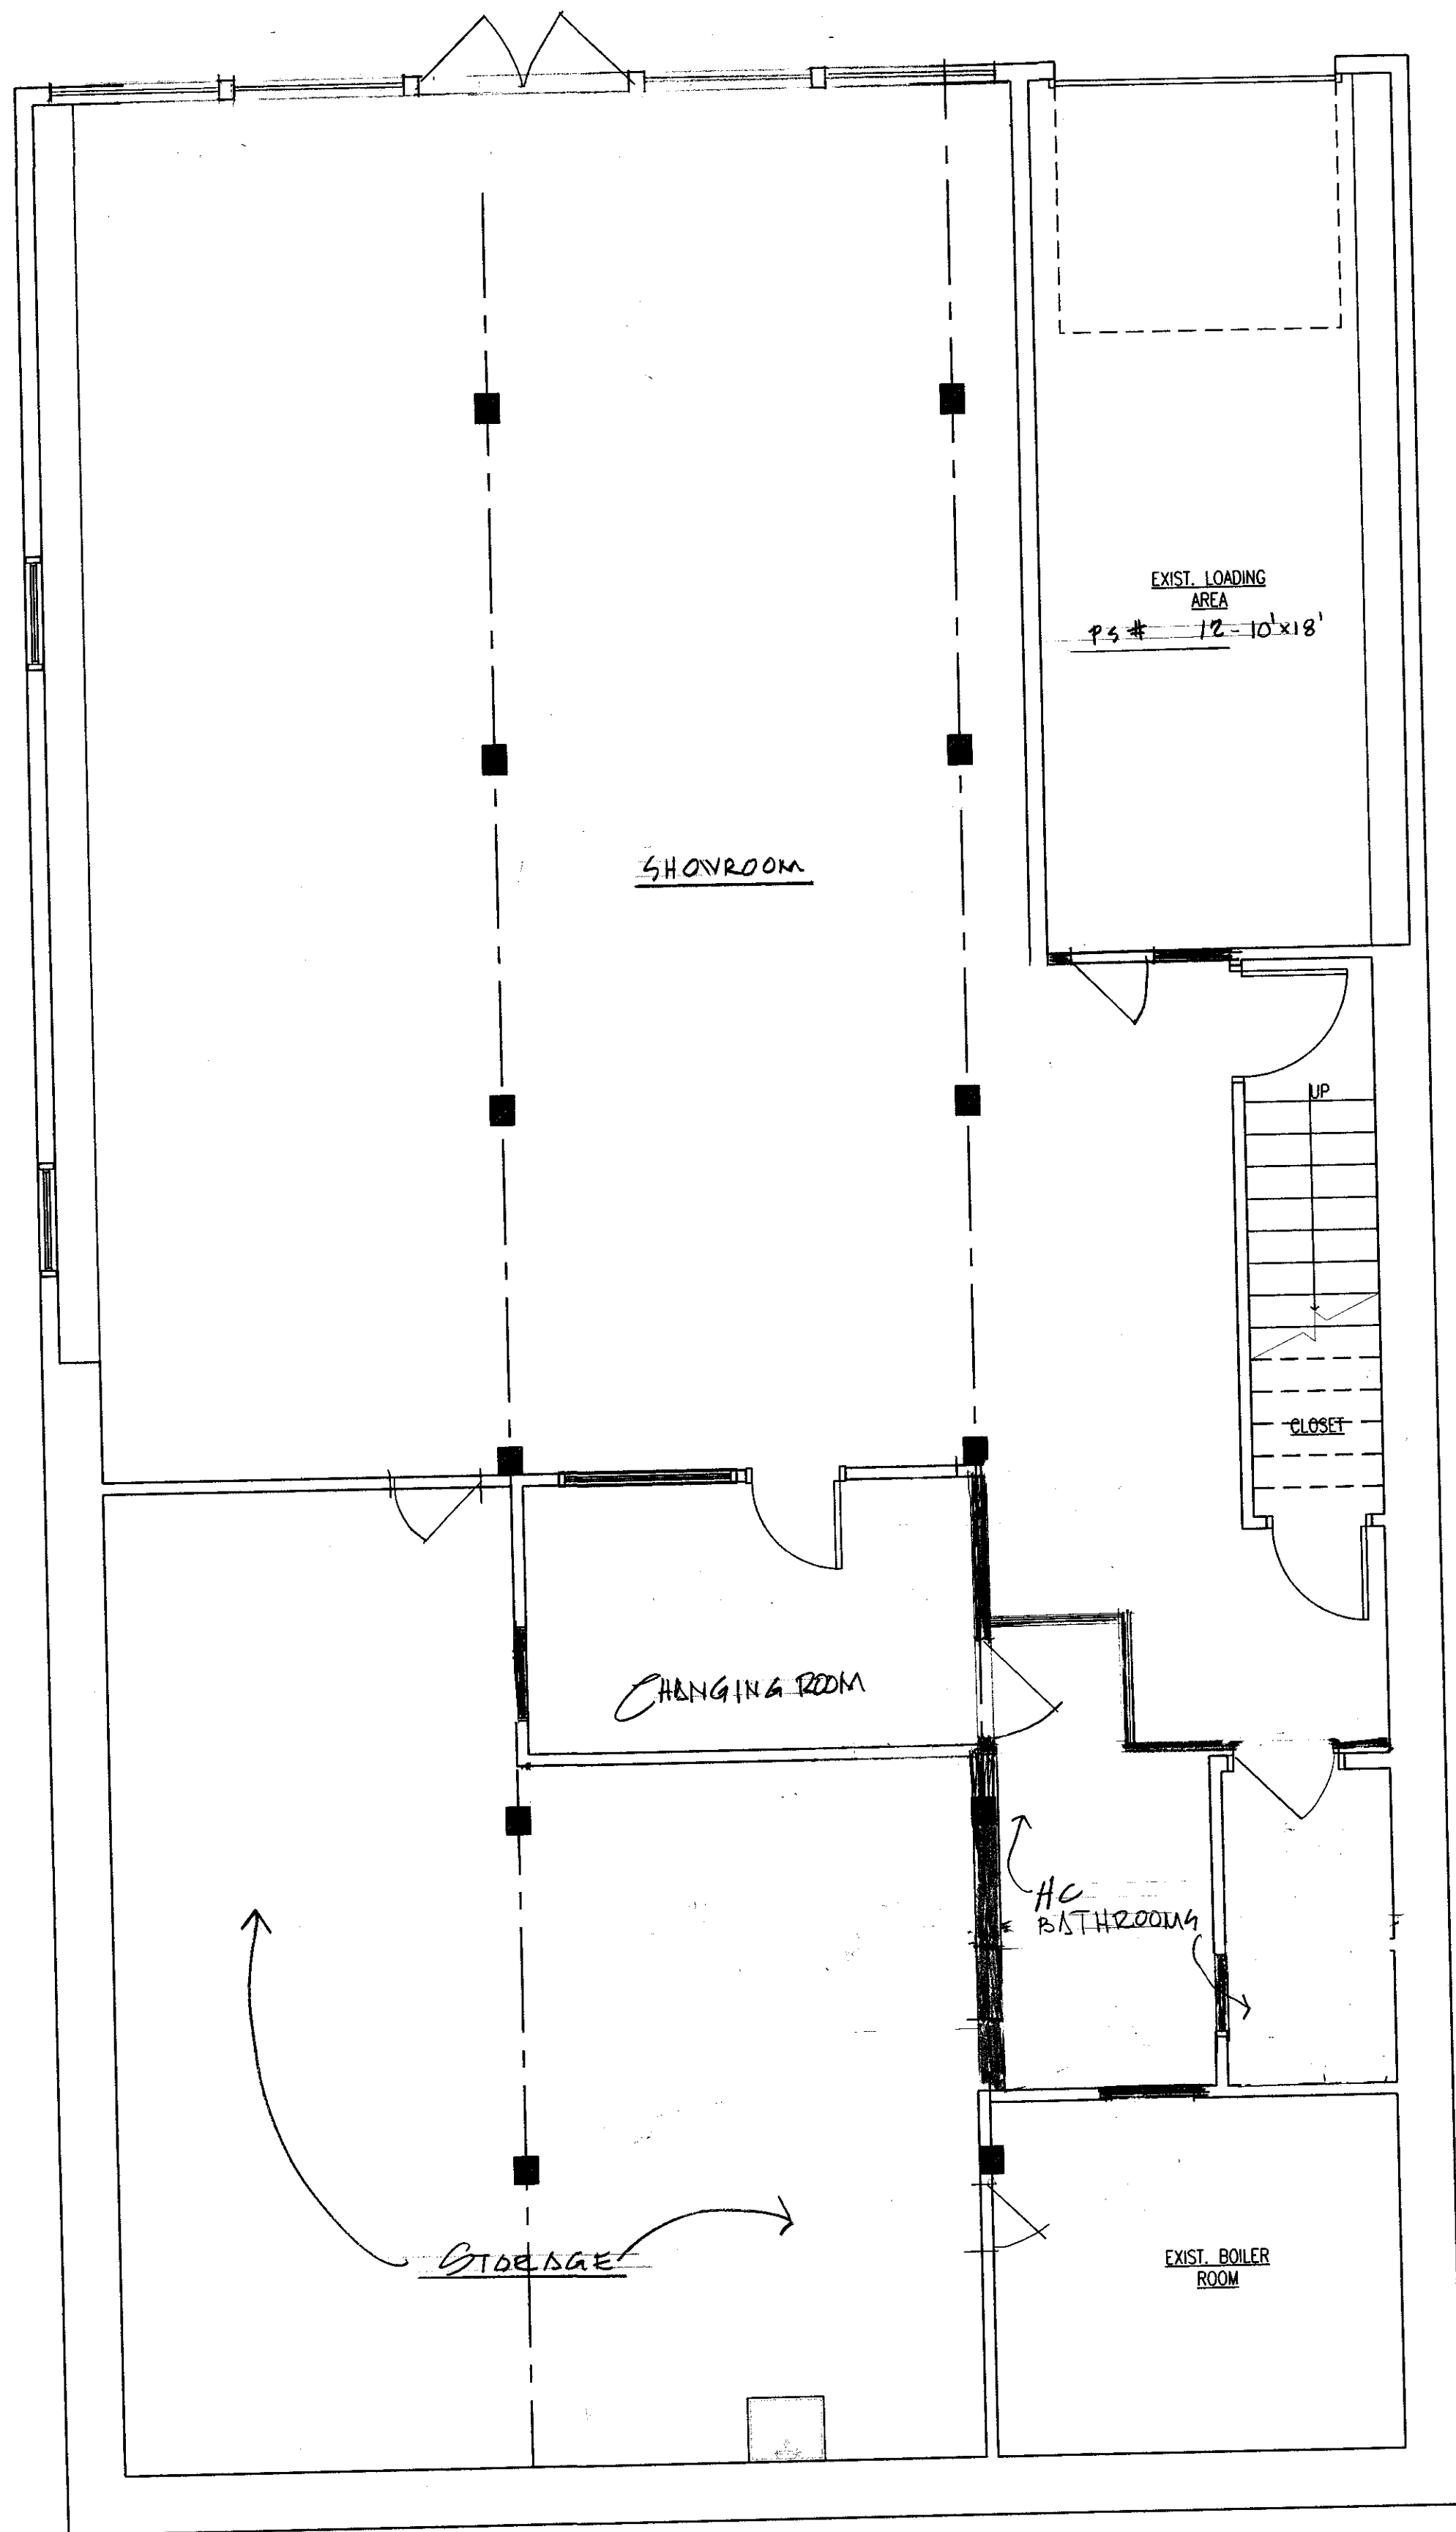 EXIST. LOADING
AREA
PS # 12-10'x18'
SHOWROOM
UP
CLOSET
CHANGING ROOM
HC
BATHROOMS
STORAGE
EXIST. BOILER
ROOM